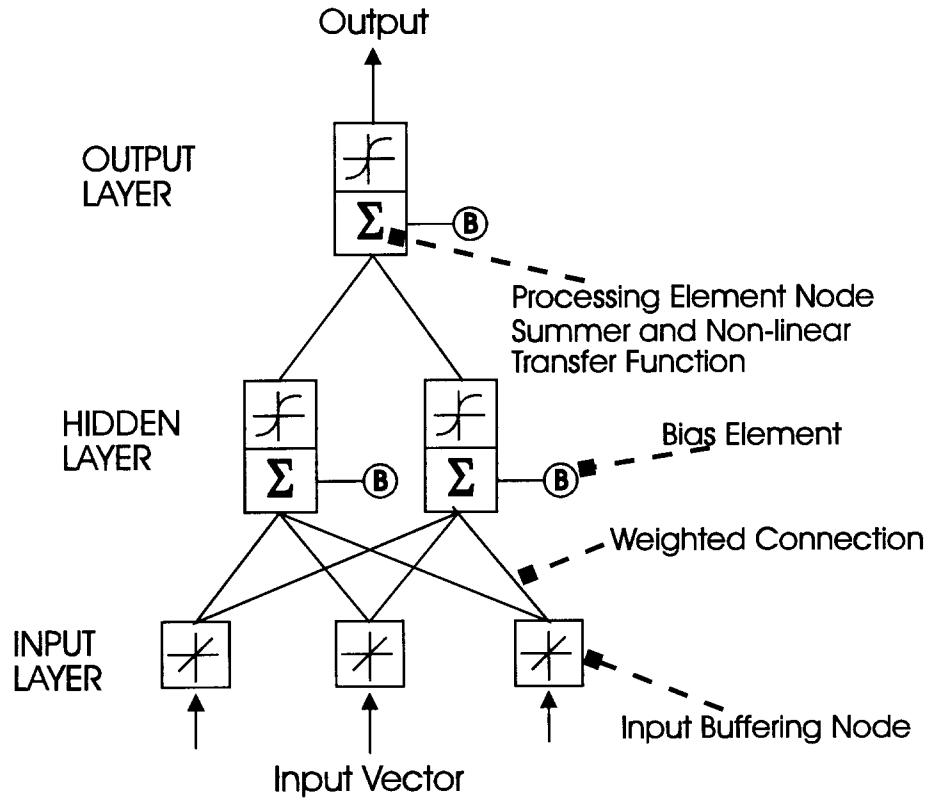 Output
OUTPUT
LAYER
Σ
B
Processing Element Node
Summer and Non-linear
Transfer Function
HIDDEN
LAYER
Σ
B
Σ
B
Bias Element
Weighted Connection
INPUT
LAYER
Input Buffering Node
Input Vector